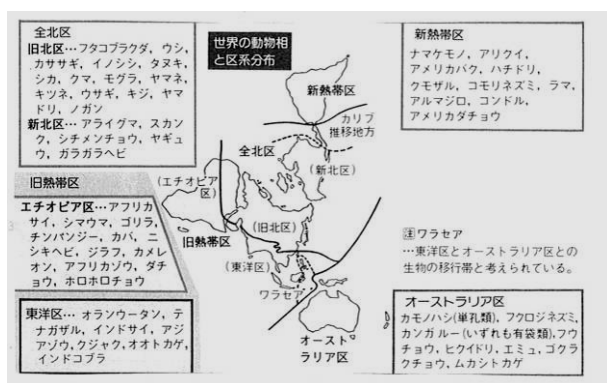 全北区
旧北区…フタコブラクダ，ウシ，
カササギ，イノシシ，タヌキ，
シカ，クマ，モグラ，ヤマネ，
キツネ，ウサギ，キジ，ヤマ
ドリ，ノガン
新北区…アライグマ，スカン
ク，シチメンチョウ，ヤギュ
ウ，ガラガラヘビ
旧熱帯区
エチオピア区…アフリカ
サイ，シマウマ，ゴリラ，
チンパンジー，カバ，ニ
シキヘビ，ジラフ，カメレ
オン，アフリカゾウ，ダチ
ョウ，ホロホロチョウ
東洋区…オランウータン，テ
ナガザル，インドサイ，アジ
アゾウ，クジャク，オオトカゲ，
インドコブラ
世界の動物相
と区系分布
新熱帯区
カリブ
推移地方
全北区
(新北区)
(エチオピア
区)
(旧北区)
旧熱帯区
(東洋区)
ワラセア
オースト
ラリア区
新熱帯区
ナマケモノ，アリクイ，
アメリカバク，ハチドリ，
クモザル，コモリネズミ，ラマ，
アルマジロ，コンドル，
アメリカダチョウ
注ワラセア
…東洋区とオーストラリア区との
生物の移行帯と考えられている。
オーストラリア区
カモノハシ(単孔類)，フクロジネズミ，
カンガルー(いずれも有袋類)，フウ
チョウ，ヒクイドリ，エミュ，ゴクラ
クチョウ，ムカシトカゲ